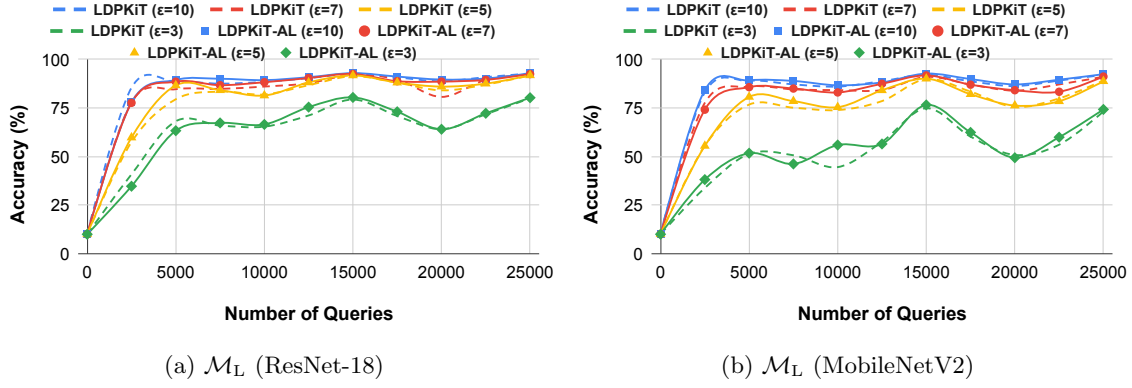 LDPKiT (ε=10) LDPKiT (ε=7) LDPKiT (ε=5)
LDPKiT (ε=3) LDPKiT-AL (ε=10) LDPKiT-AL (ε=7)
LDPKiT-AL (ε=5) LDPKiT-AL (ε=3)
100
75
50
25
0
Accuracy (%)
0 5000 10000 15000 20000 25000
Number of Queries
(a) ℳ_L (ResNet-18)
LDPKiT (ε=10) LDPKiT (ε=7) LDPKiT (ε=5)
LDPKiT (ε=3) LDPKiT-AL (ε=10) LDPKiT-AL (ε=7)
LDPKiT-AL (ε=5) LDPKiT-AL (ε=3)
100
75
50
25
0
Accuracy (%)
0 5000 10000 15000 20000 25000
Number of Queries
(b) ℳ_L (MobileNetV2)